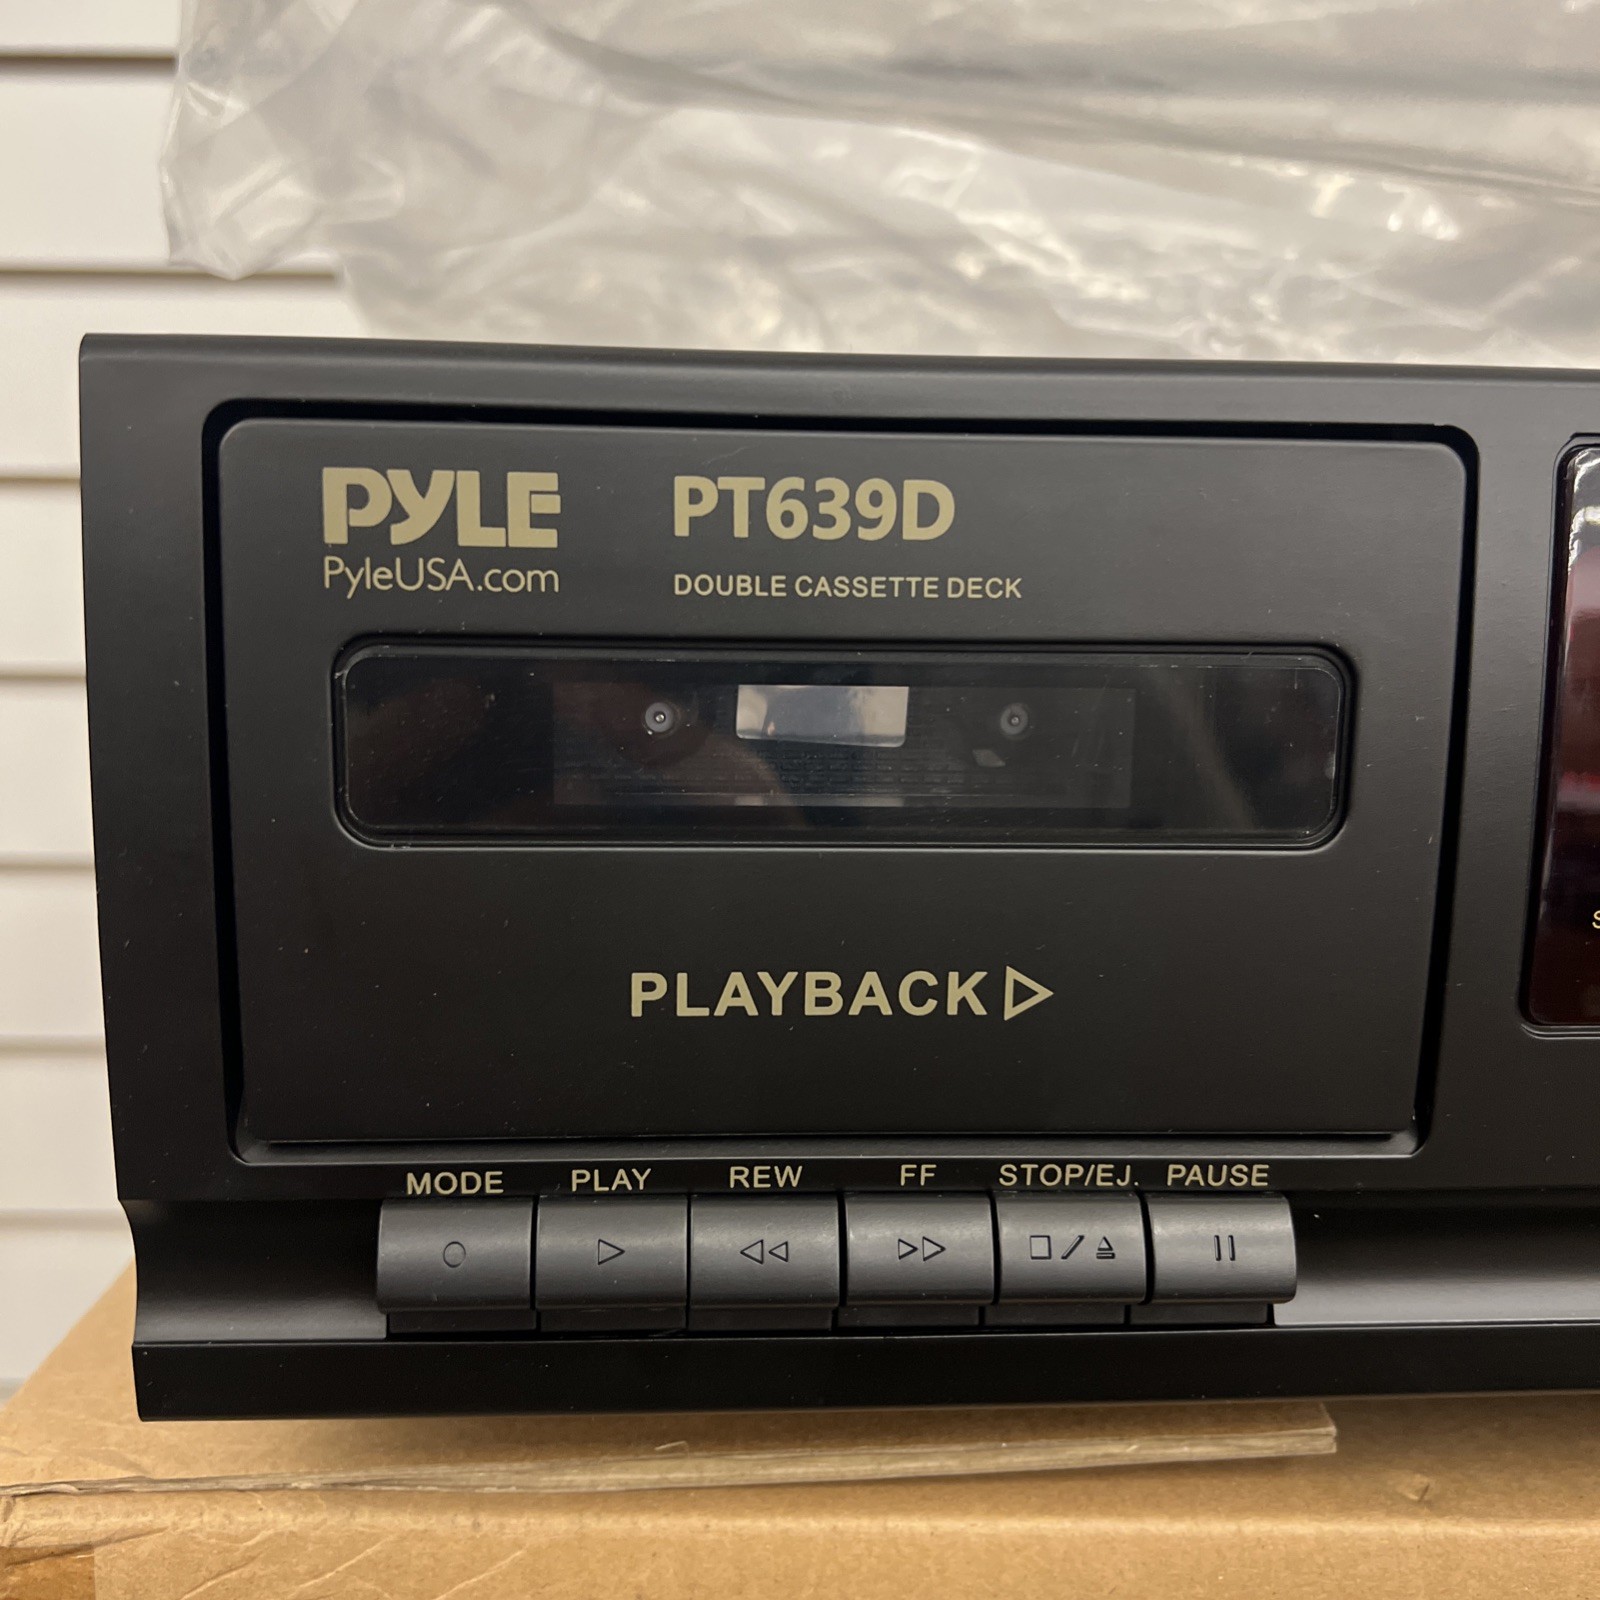 PYLE
PyleUSA.com
PT639D
DOUBLE CASSETTE DECK
PLAYBACK
MODE PLAY REW FF STOP/EJ. PAUSE